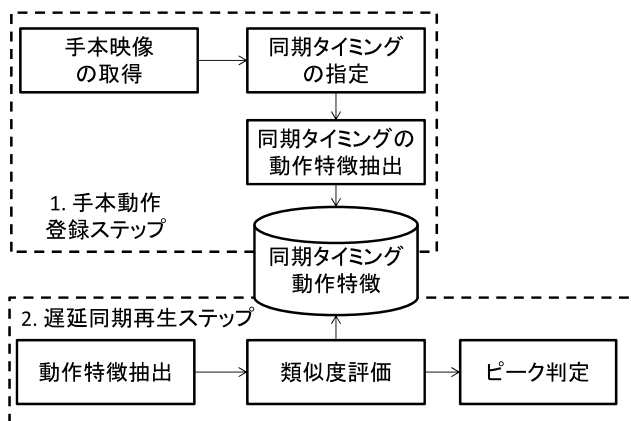 手本映像
の取得
同期タイミング
の指定
同期タイミングの
動作特徴抽出
1. 手本動作
登録ステップ
同期タイミング
動作特徴
2. 遅延同期再生ステップ
動作特徴抽出
類似度評価
ピーク判定